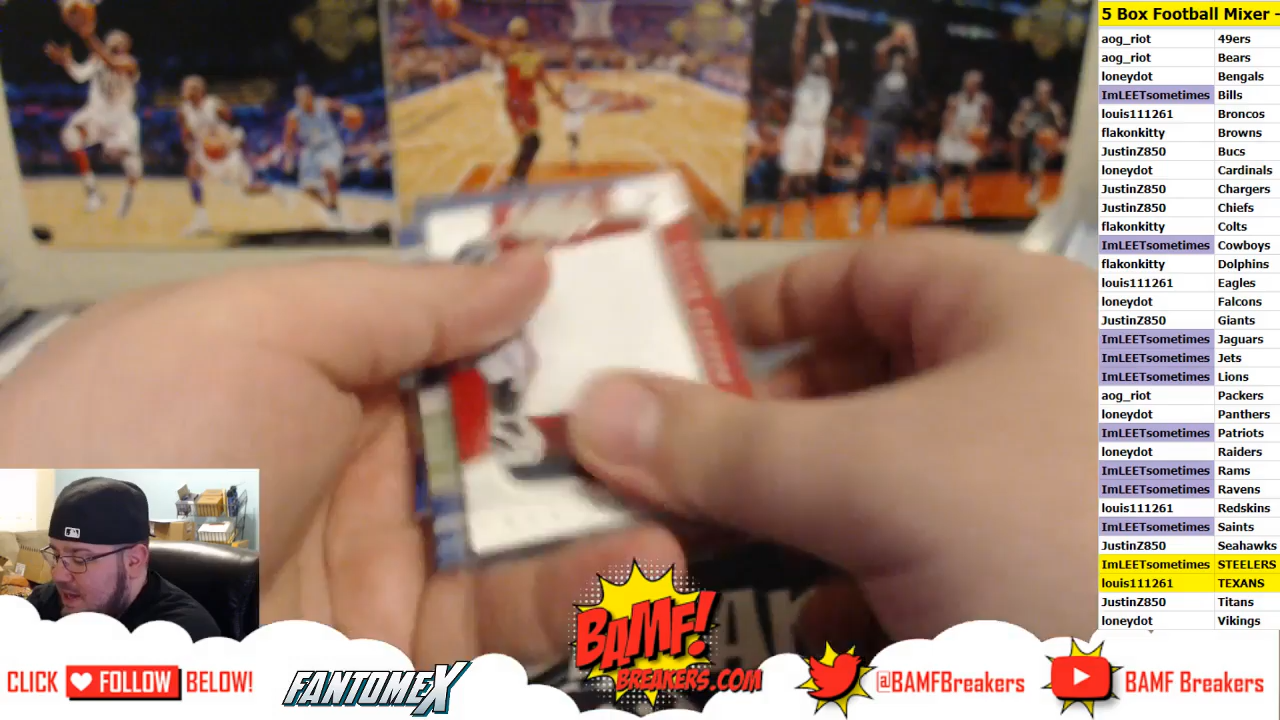 5 Box Football Mixer -
aog_riot 49ers
aog_riot Bears
loneydot Bengals
ImLEETsometimes Bills
louis111261 Broncos
flakonkitty Browns
JustinZ850 Bucs
loneydot Cardinals
JustinZ850 Chargers
JustinZ850 Chiefs
flakonkitty Colts
ImLEETsometimes Cowboys
flakonkitty Dolphins
louis111261 Eagles
loneydot Falcons
JustinZ850 Giants
ImLEETsometimes Jaguars
ImLEETsometimes Jets
ImLEETsometimes Lions
aog_riot Packers
loneydot Panthers
ImLEETsometimes Patriots
loneydot Raiders
ImLEETsometimes Rams
ImLEETsometimes Ravens
louis111261 Redskins
ImLEETsometimes Saints
JustinZ850 Seahawks
ImLEETsometimes STEELERS
louis111261 TEXANS
JustinZ850 Titans
loneydot Vikings
CLICK FOLLOW BELOW!
FANTOMEX
BAMF!
BREAKERS.COM
@BAMFBreakers
BAMF Breakers